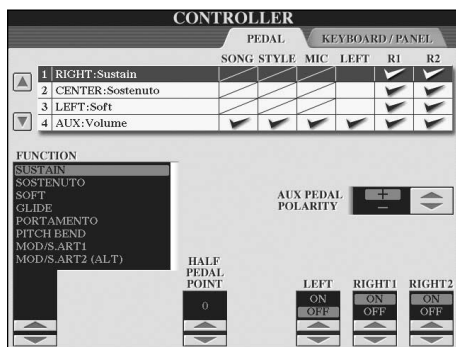 CONTROLLER
PEDAL KEYBOARD / PANEL
SONG STYLE MIC LEFT R1 R2
1 RIGHT:Sustain
2 CENTER:Sostenuto
3 LEFT:Soft
4 AUX:Volume
FUNCTION
SUSTAIN
SOSTENUTO
SOFT
GLIDE
PORTAMENTO
PITCH BEND
MOD/S.ART1
MOD/S.ART2 (ALT)
AUX PEDAL
POLARITY
+
−
HALF
PEDAL
POINT
0
LEFT RIGHT1 RIGHT2
ON ON ON
OFF OFF OFF